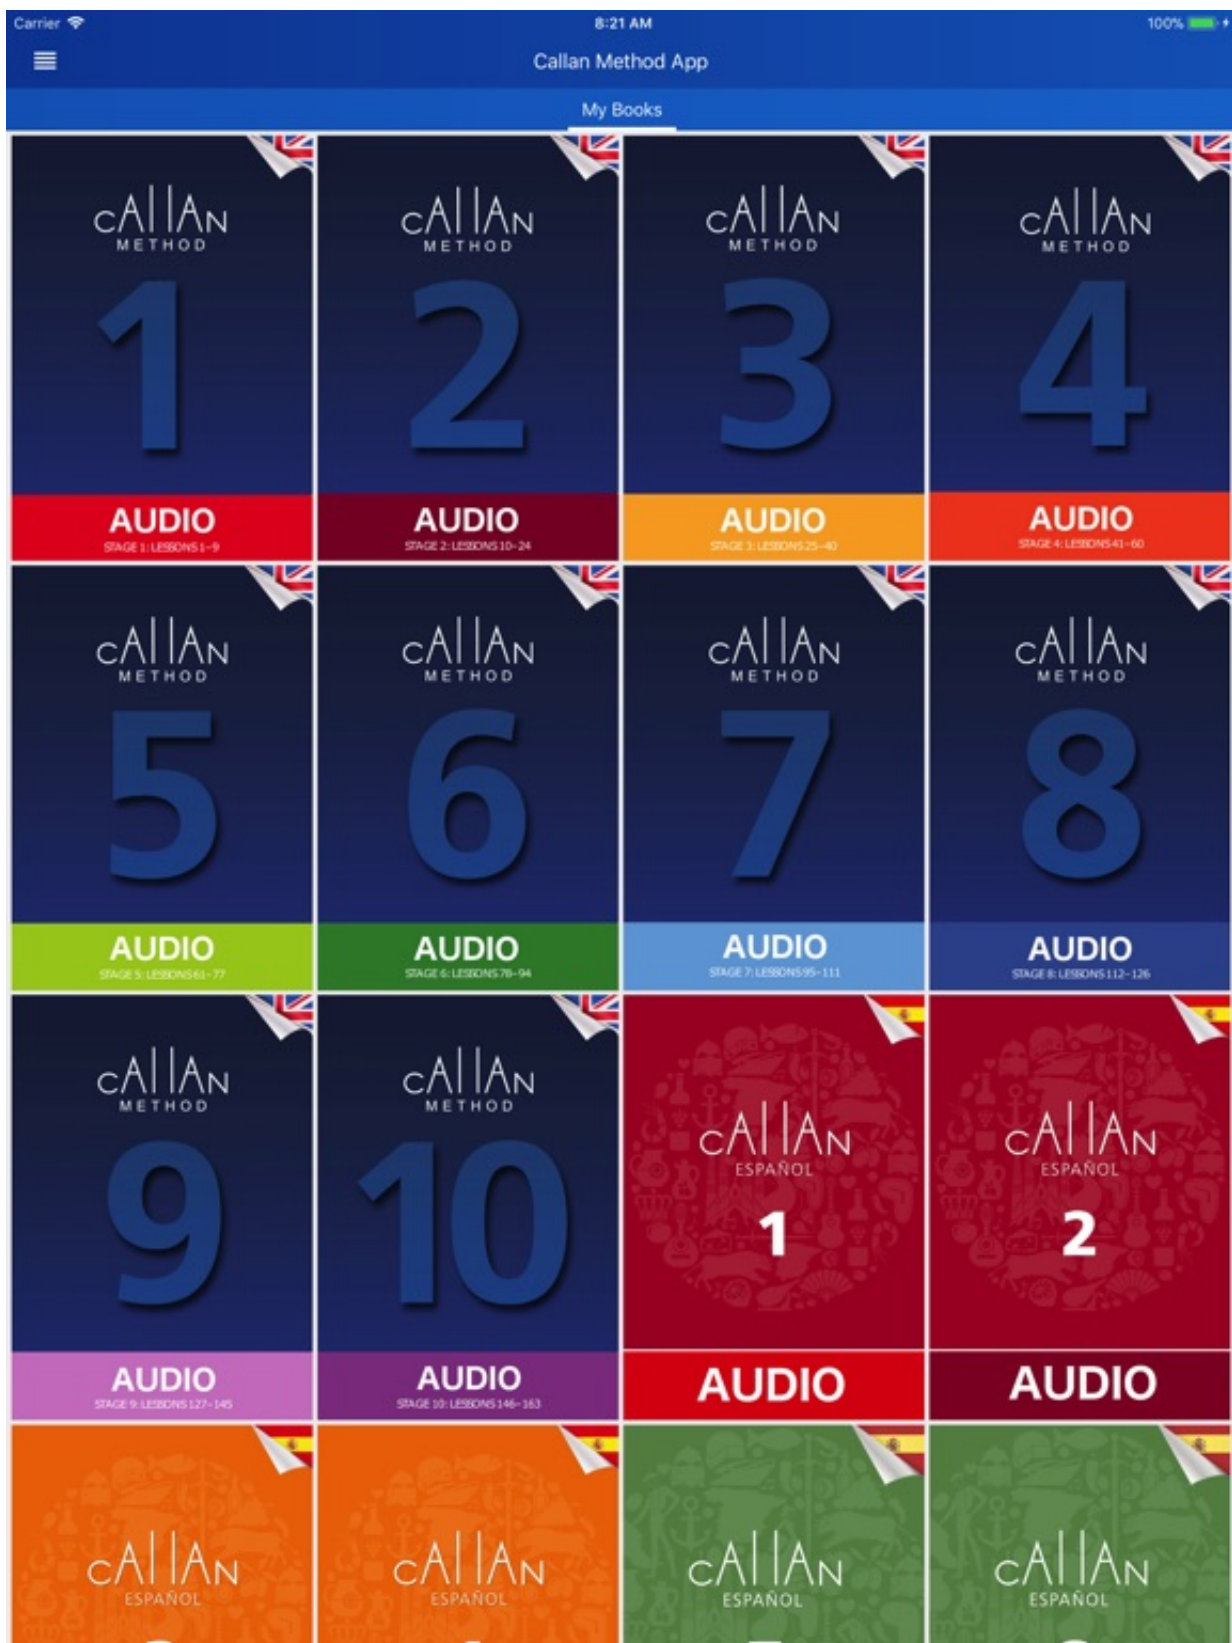 Carrier
8:21 AM
100%
Callan Method App
My Books
cAllAN
METHOD
1
AUDIO
STAGE 1: LESSONS 1-9
cAllAN
METHOD
2
AUDIO
STAGE 2: LESSONS 10-24
cAllAN
METHOD
3
AUDIO
STAGE 3: LESSONS 25-40
cAllAN
METHOD
4
AUDIO
STAGE 4: LESSONS 41-60
cAllAN
METHOD
5
AUDIO
STAGE 5: LESSONS 61-77
cAllAN
METHOD
6
AUDIO
STAGE 6: LESSONS 78-94
cAllAN
METHOD
7
AUDIO
STAGE 7: LESSONS 95-111
cAllAN
METHOD
8
AUDIO
STAGE 8: LESSONS 112-126
cAllAN
METHOD
9
AUDIO
STAGE 9: LESSONS 127-145
cAllAN
METHOD
10
AUDIO
STAGE 10: LESSONS 146-163
cAllAN
ESPAÑOL
1
AUDIO
cAllAN
ESPAÑOL
2
AUDIO
cAllAN
ESPAÑOL
cAllAN
ESPAÑOL
cAllAN
ESPAÑOL
cAllAN
ESPAÑOL